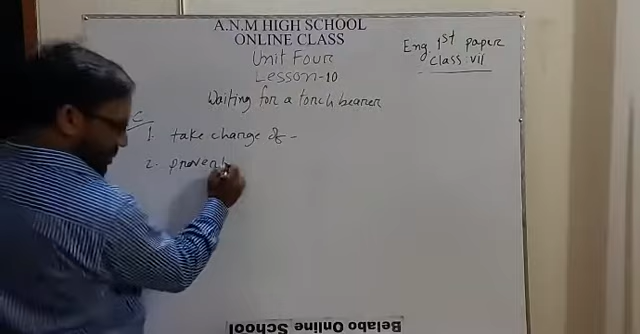 A.N.M HIGH SCHOOL
ONLINE CLASS
Unit Four
Lesson-10
Eng. 1st paper
Class: VII
Waiting for a torch bearer
C
1. take charge of -
2. proverb
Belabo Online School